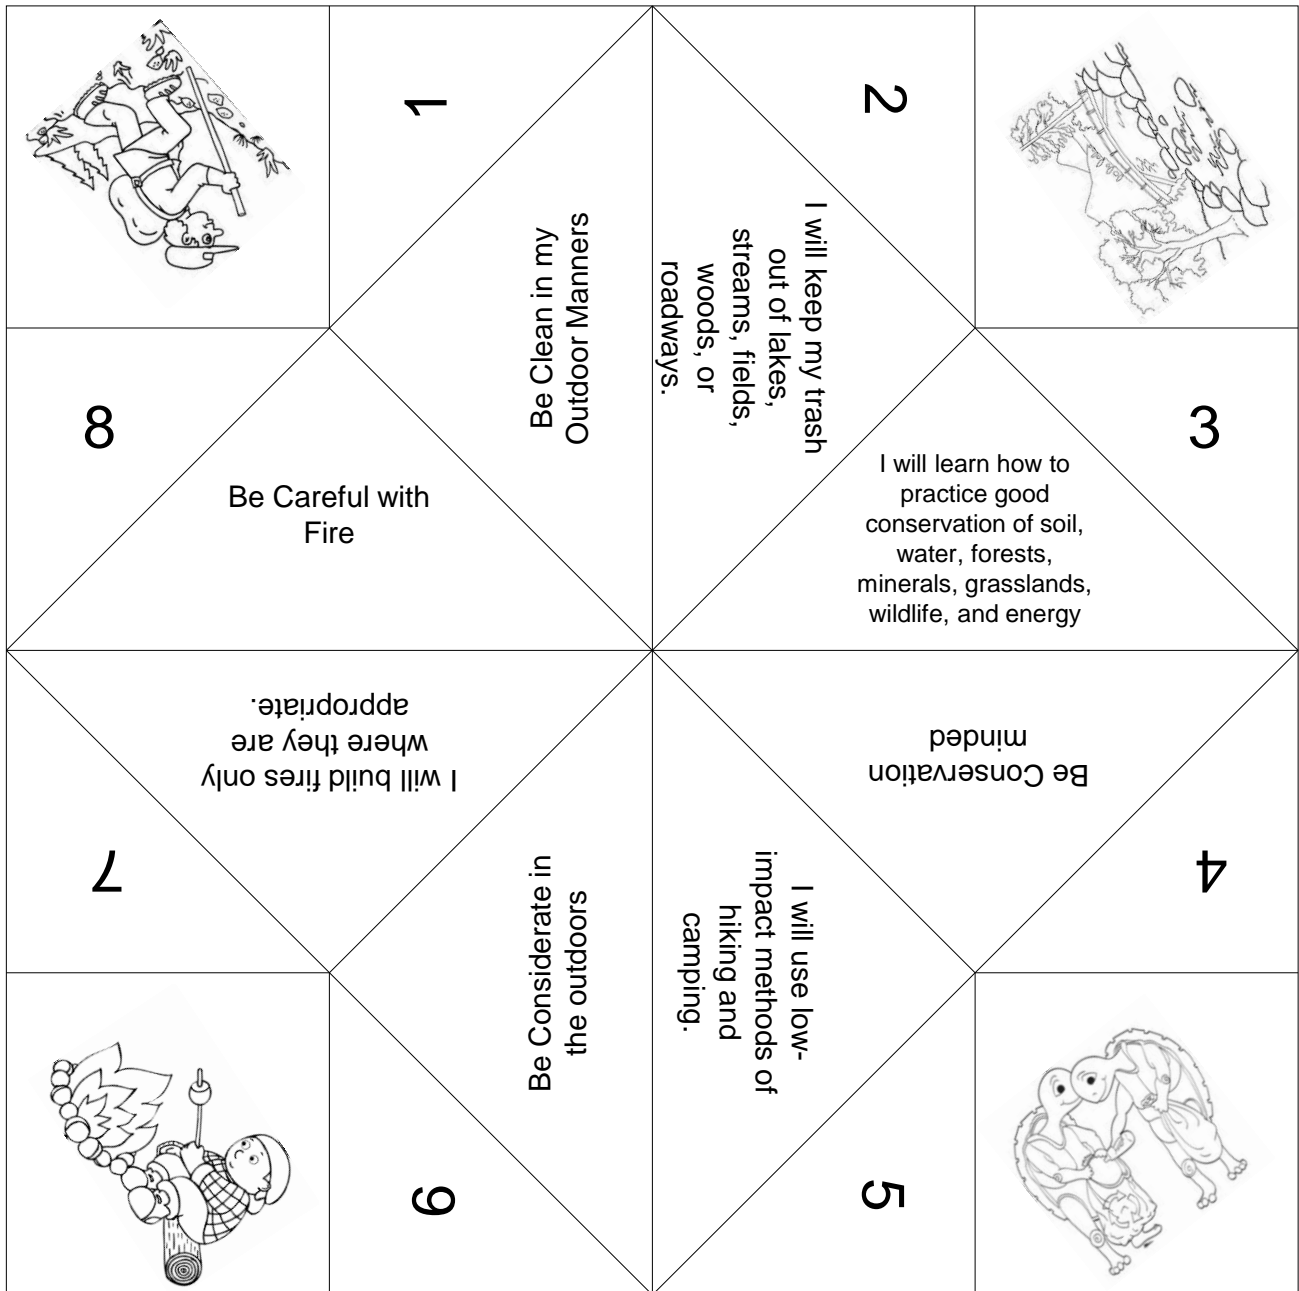 1
2
3
4
5
6
7
8
Be Clean in my
Outdoor Manners
I will keep my trash
out of lakes,
streams, fields,
woods, or
roadways.
I will learn how to
practice good
conservation of soil,
water, forests,
minerals, grasslands,
wildlife, and energy
Be Conservation
minded
I will use low-
impact methods of
hiking and
camping.
Be Considerate in
the outdoors
I will build fires only
where they are
appropriate.
Be Careful with
Fire